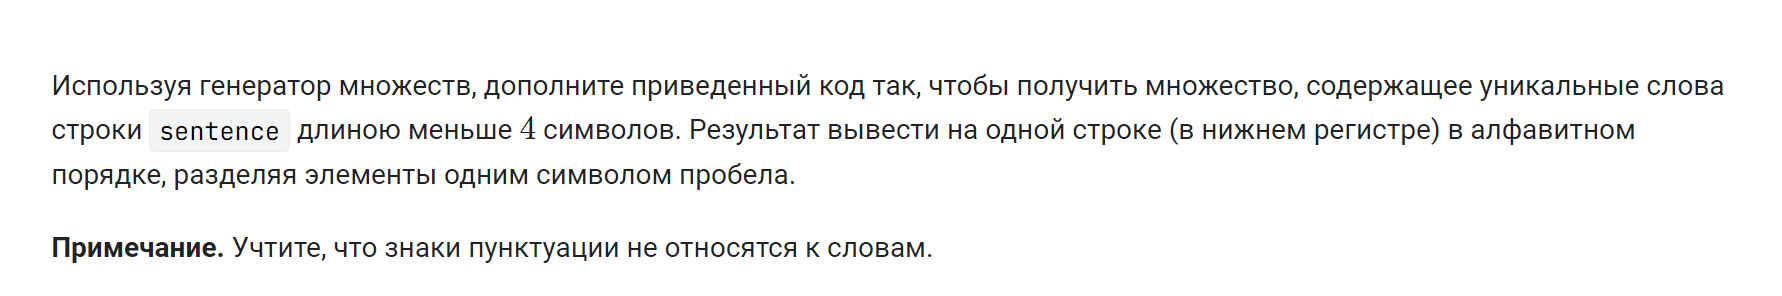 Используя генератор множеств, дополните приведенный код так, чтобы получить множество, содержащее уникальные слова
строки sentence длиною меньше 4 символов. Результат вывести на одной строке (в нижнем регистре) в алфавитном
порядке, разделяя элементы одним символом пробела.
Примечание. Учтите, что знаки пунктуации не относятся к словам.